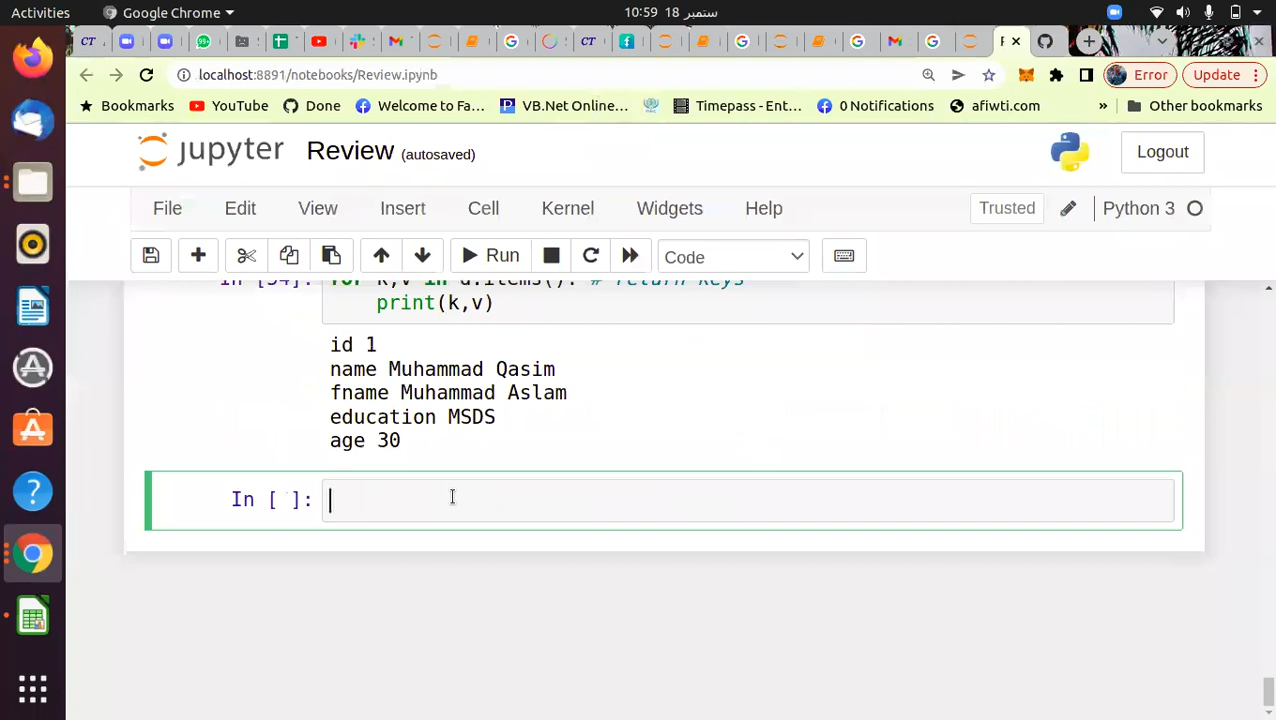 Activities
Google Chrome
10:59 18 ستمبر
localhost:8891/notebooks/Review.ipynb
Error
Update
Bookmarks
YouTube
Done
Welcome to Fa...
VB.Net Online...
Timepass - Ent...
0 Notifications
afiwti.com
»
Other bookmarks
jupyter
Review (autosaved)
Logout
File
Edit
View
Insert
Cell
Kernel
Widgets
Help
Trusted
Python 3
Run
Code
print(k,v)
id 1
name Muhammad Qasim
fname Muhammad Aslam
education MSDS
age 30
In [ ]: